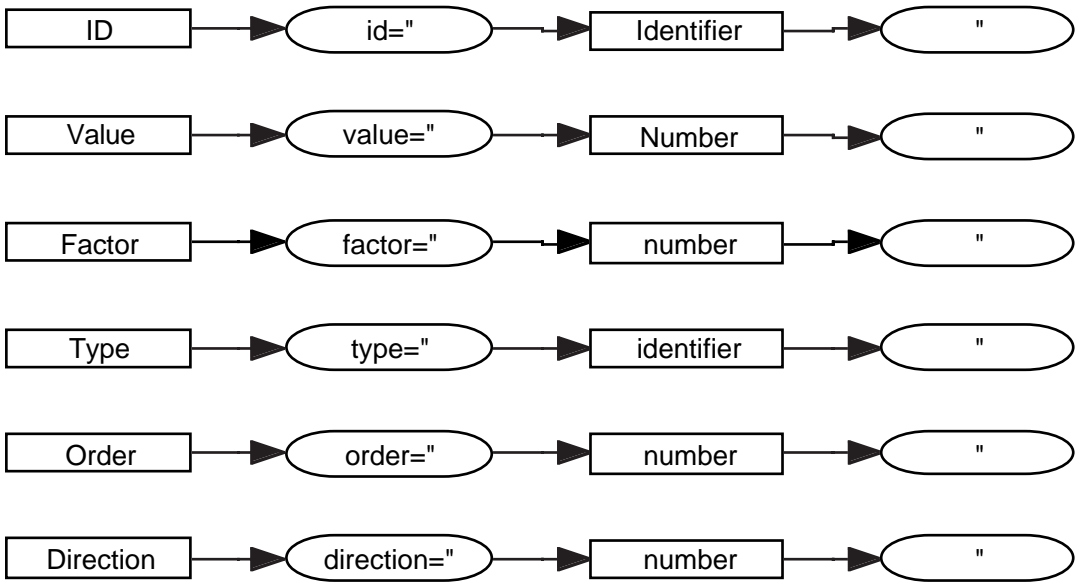 ID id=" Identifier "
Value value=" Number "
Factor factor=" number "
Type type=" identifier "
Order order=" number "
Direction direction=" number "